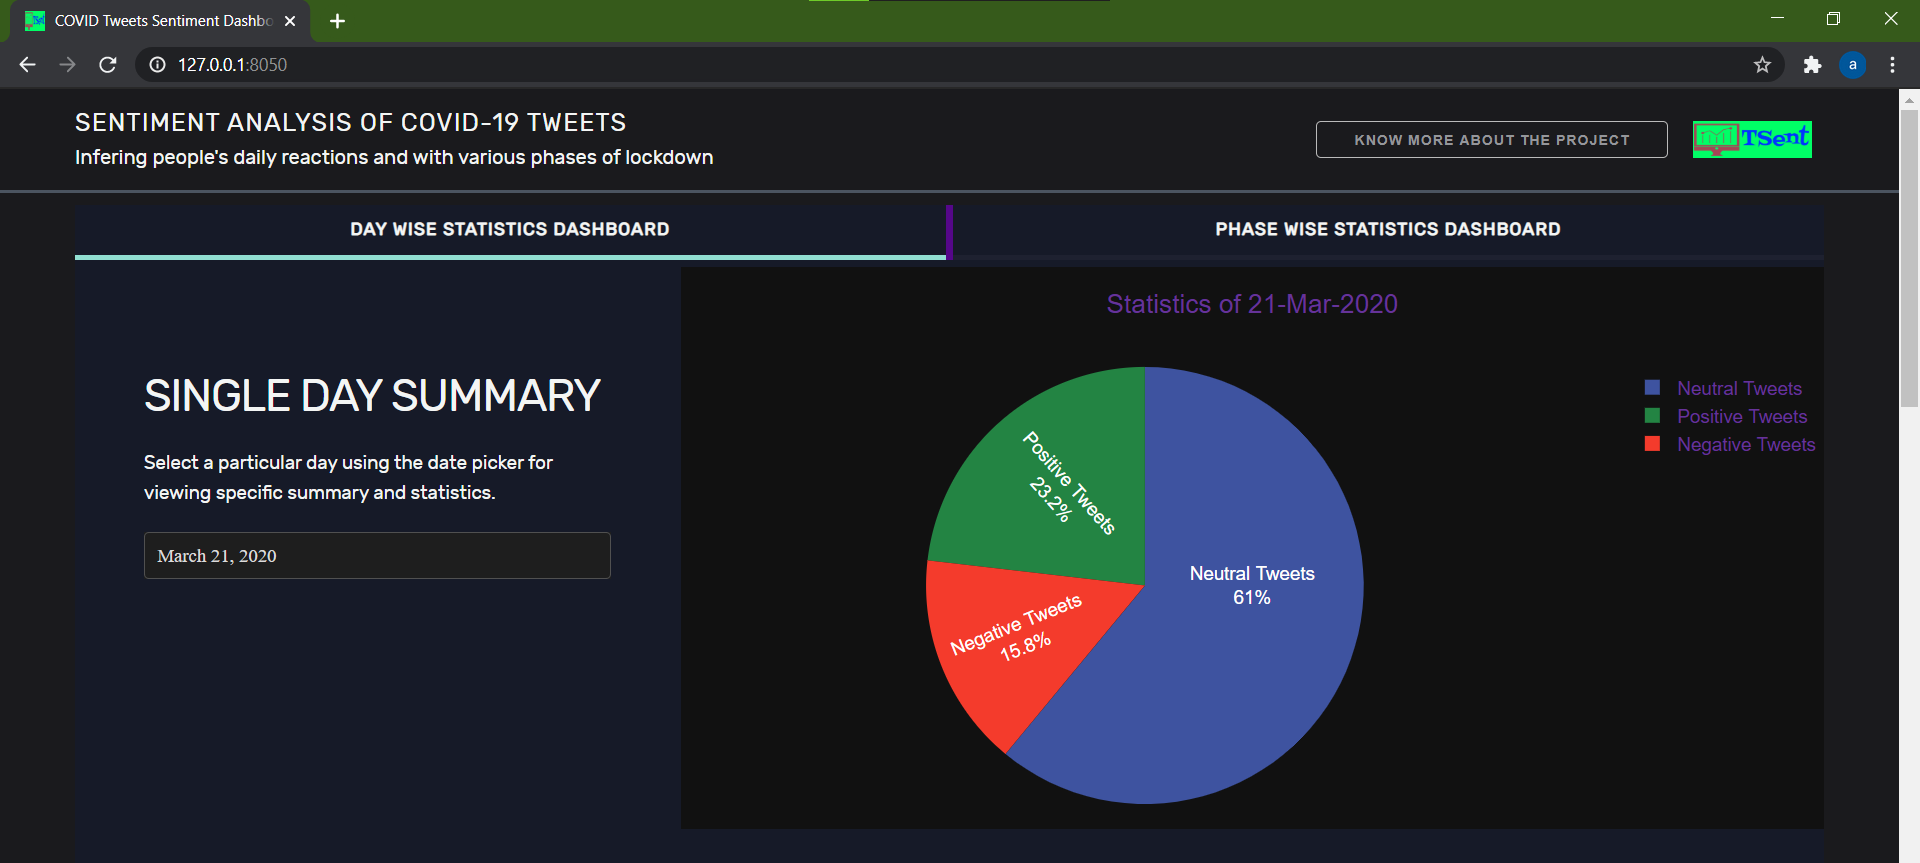 COVID Tweets Sentiment Dashbo
127.0.0.1:8050
a
SENTIMENT ANALYSIS OF COVID-19 TWEETS
Infering people's daily reactions and with various phases of lockdown
KNOW MORE ABOUT THE PROJECT
TSent
DAY WISE STATISTICS DASHBOARD
PHASE WISE STATISTICS DASHBOARD
SINGLE DAY SUMMARY
Select a particular day using the date picker for
viewing specific summary and statistics.
March 21, 2020
Statistics of 21-Mar-2020
Positive Tweets
23.2%
Neutral Tweets
61%
Negative Tweets
15.8%
Neutral Tweets
Positive Tweets
Negative Tweets